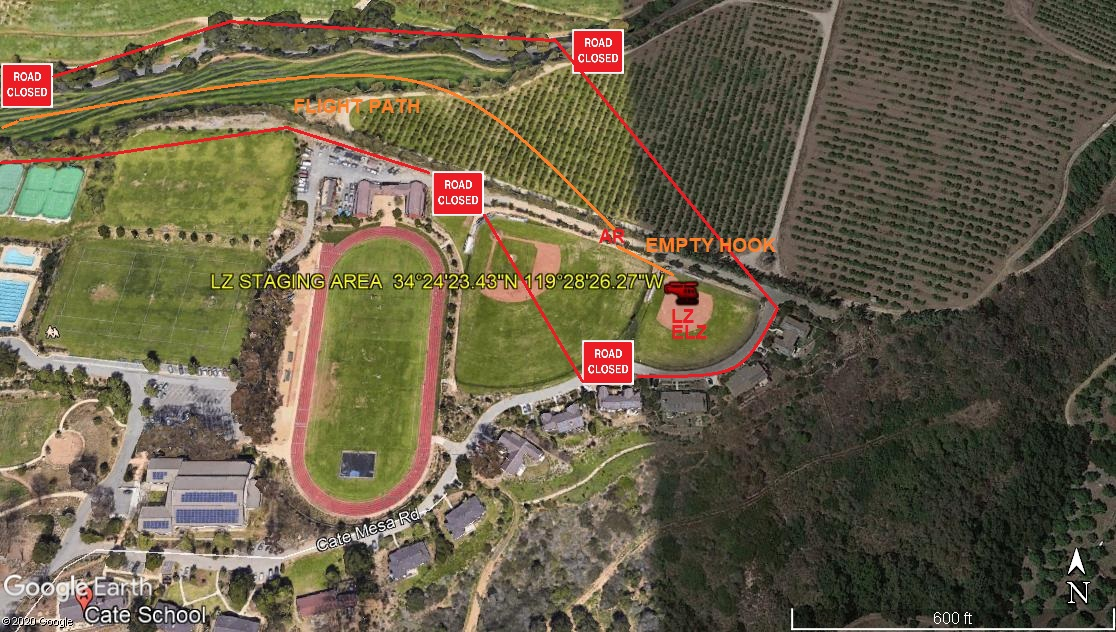 ROAD
CLOSED
ROAD
CLOSED
FLIGHT PATH
ROAD
CLOSED
AR
EMPTY HOOK
LZ STAGING AREA 34°24'23.43"N 119°28'26.27"W
LZ
ELZ
ROAD
CLOSED
Cate Mesa Rd
Google Earth
Cate School
© 2020 Google
N
600 ft